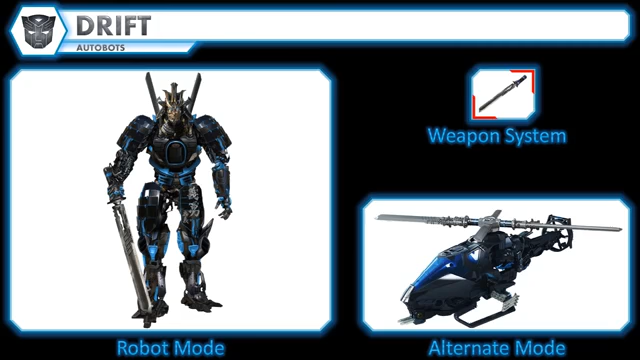 DRIFT
AUTOBOTS
Weapon System
Robot Mode
Alternate Mode